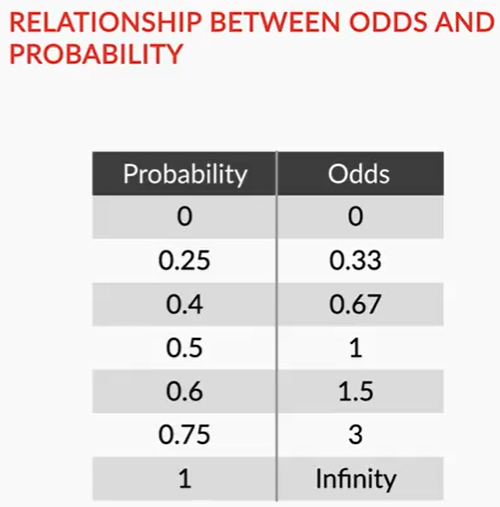 RELATIONSHIP BETWEEN ODDS AND
PROBABILITY
Probability Odds
0 0
0.25 0.33
0.4 0.67
0.5 1
0.6 1.5
0.75 3
1 Infinity